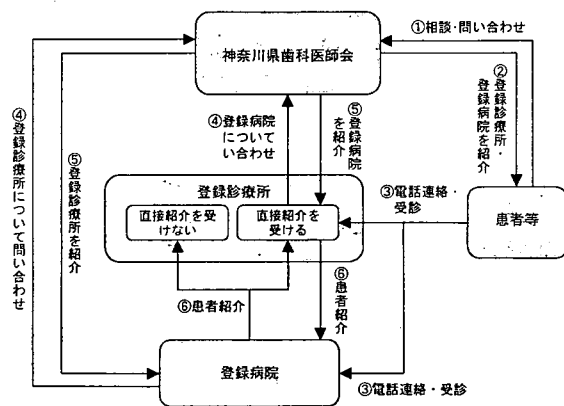 ①相談・問い合わせ
神奈川県歯科医師会
②登録診療所・
登録病院を紹介
④登録診療所について問い合わせ
⑤登録診療所を紹介
④登録病院
について問
い合わせ
⑤登録病院
を紹介
登録診療所
直接紹介を受
けない
直接紹介を
受ける
③電話連絡・
受診
患者等
⑥患者紹介
⑥患者紹介
登録病院
③電話連絡・受診